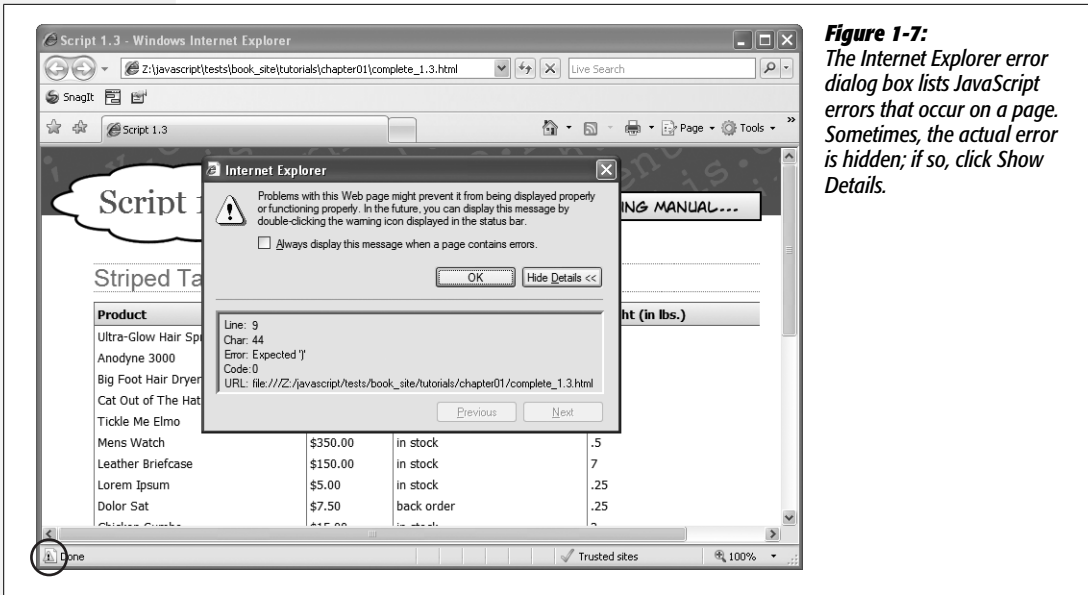 Script 1.3 - Windows Internet Explorer
Z:\javascript\tests\book_site\tutorials\chapter01\complete_1.3.html
Live Search
SnagIt
Script 1.3
Page
Tools
»
Script
ING MANUAL...
Internet Explorer
Problems with this Web page might prevent it from being displayed properly
or functioning properly. In the future, you can display this message by
double-clicking the warning icon displayed in the status bar.
Always display this message when a page contains errors.
OK
Hide Details <<
Line: 9
Char: 44
Error: Expected ')'
Code:0
URL: file:///Z:/javascript/tests/book_site/tutorials/chapter01/complete_1.3.html
Previous
Next
Striped Ta
Product
ht (in lbs.)
Ultra-Glow Hair Sp
Anodyne 3000
Big Foot Hair Dryer
Cat Out of The Hat
Tickle Me Elmo
Mens Watch $350.00 in stock .5
Leather Briefcase $150.00 in stock 7
Lorem Ipsum $5.00 in stock .25
Dolor Sat $7.50 back order .25
Done
Trusted sites
100%
Figure 1-7:
The Internet Explorer error
dialog box lists JavaScript
errors that occur on a page.
Sometimes, the actual error
is hidden; if so, click Show
Details.